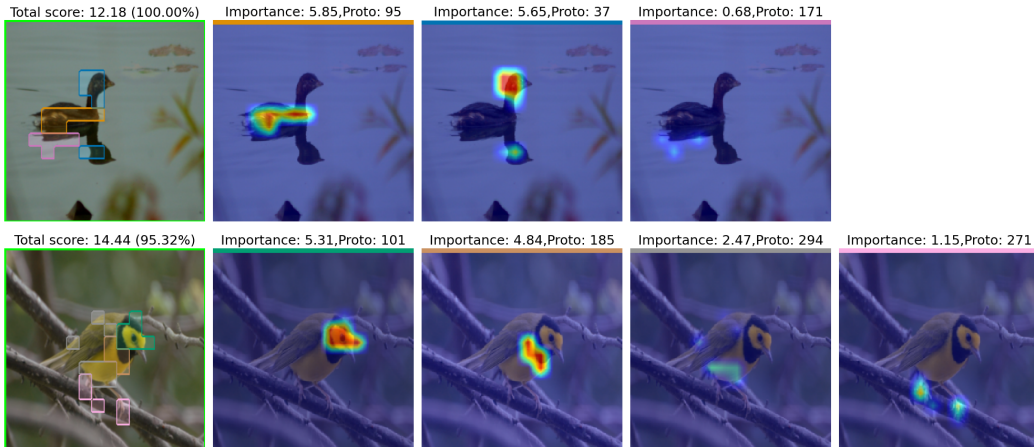 Total score: 12.18 (100.00%)
Importance: 5.85,Proto: 95
Importance: 5.65,Proto: 37
Importance: 0.68,Proto: 171
Total score: 14.44 (95.32%)
Importance: 5.31,Proto: 101
Importance: 4.84,Proto: 185
Importance: 2.47,Proto: 294
Importance: 1.15,Proto: 271